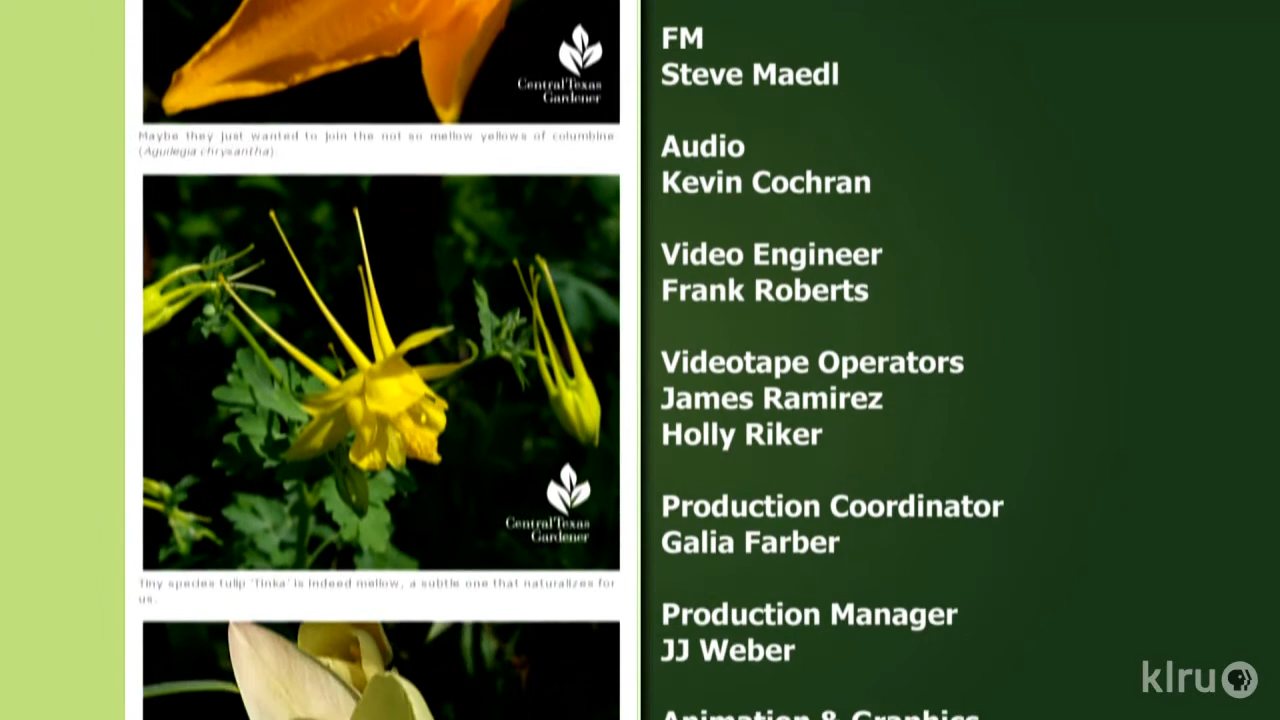 Central Texas
Gardener
Maybe they just wanted to join the not so mellow yellows of columbine
(Aquilegia chrysantha).
Central Texas
Gardener
Tiny species tulip 'Tinka' is indeed mellow, a subtle one that naturalizes for
us.
FM
Steve Maedl
Audio
Kevin Cochran
Video Engineer
Frank Roberts
Videotape Operators
James Ramirez
Holly Riker
Production Coordinator
Galia Farber
Production Manager
JJ Weber
Animation & Graphics
klru